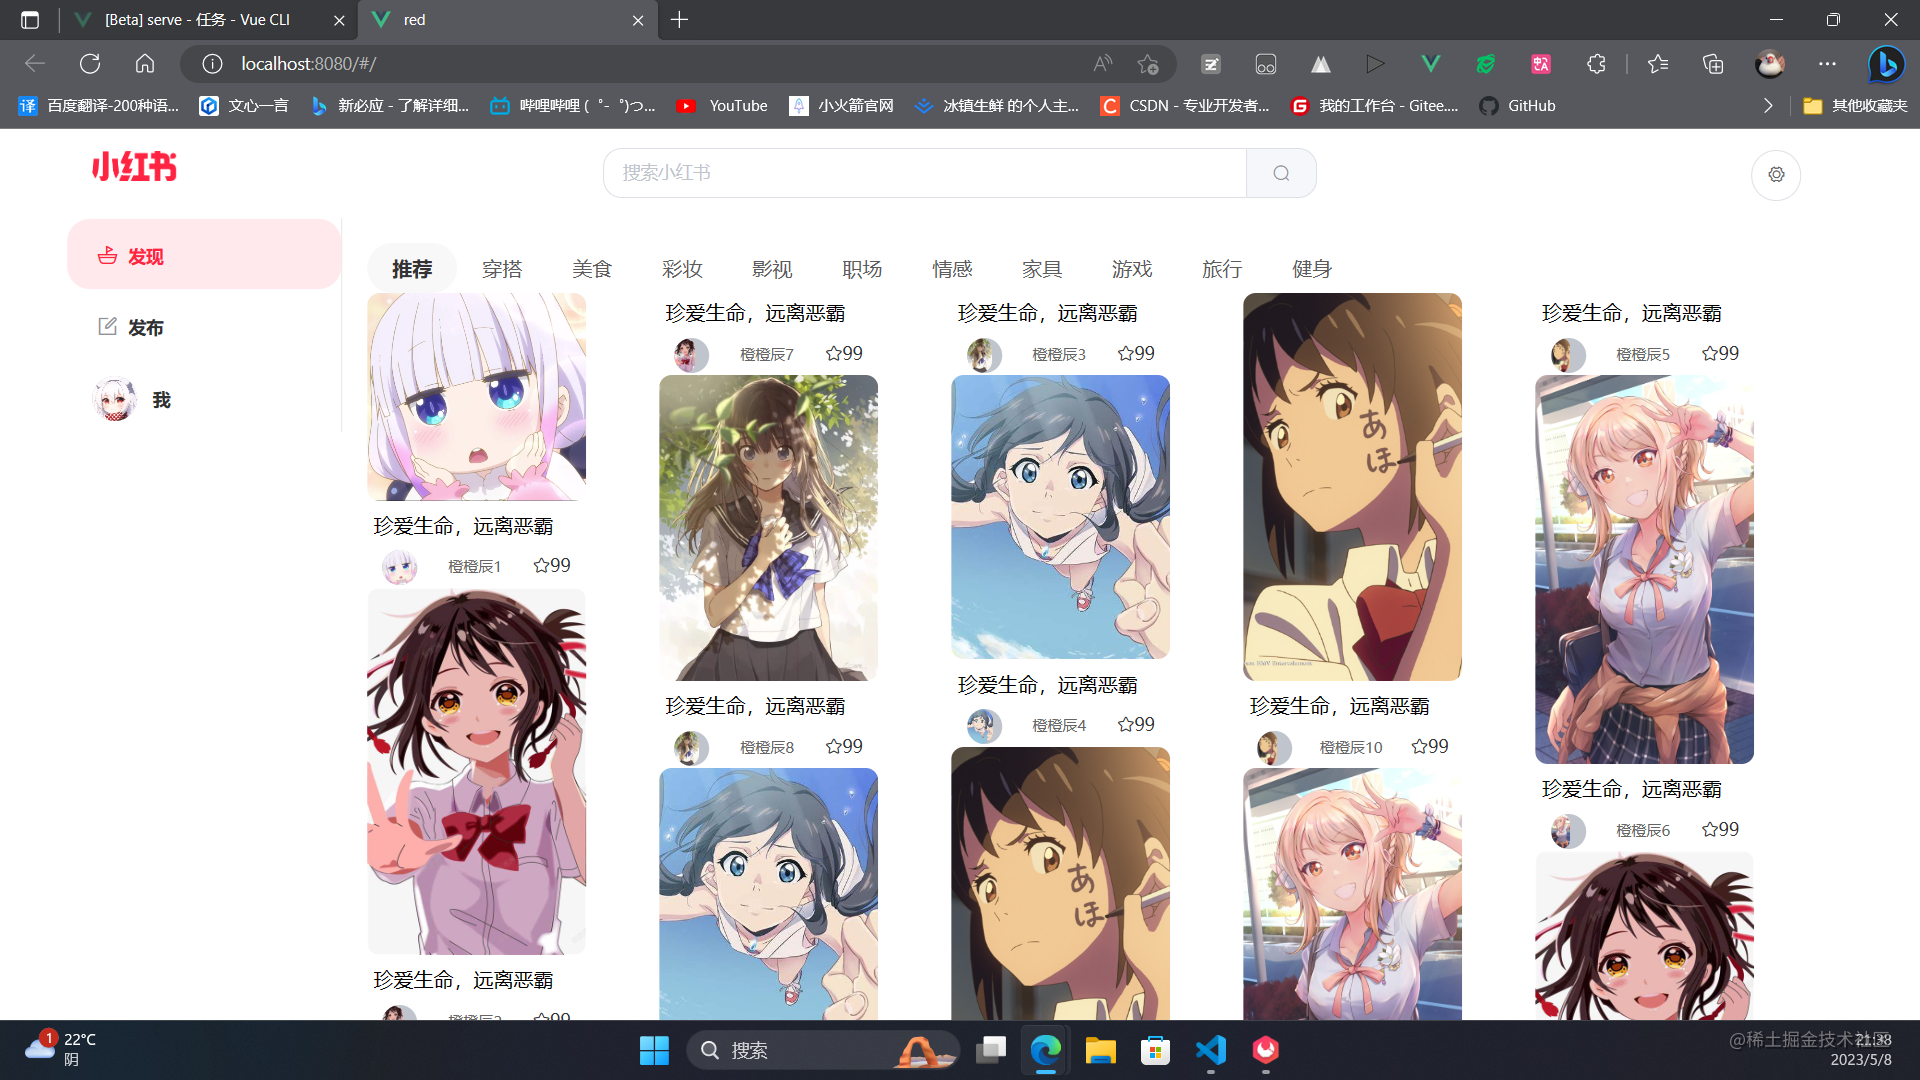 [Beta] serve - 任务 - Vue CLI
red
localhost:8080/#/
百度翻译-200种语...
文心一言
新必应 - 了解详细...
哔哩哔哩 (゜-゜)つ...
YouTube
小火箭官网
冰镇生鲜 的个人主...
CSDN - 专业开发者...
我的工作台 - Gitee....
GitHub
其他收藏夹
小红书
搜索小红书
发现
发布
我
推荐 穿搭 美食 彩妆 影视 职场 情感 家具 游戏 旅行 健身
珍爱生命，远离恶霸
橙橙辰1 99
珍爱生命，远离恶霸
珍爱生命，远离恶霸
橙橙辰7 99
珍爱生命，远离恶霸
橙橙辰8 99
珍爱生命，远离恶霸
橙橙辰3 99
珍爱生命，远离恶霸
橙橙辰4 99
あ
ほ
あ
ほ
珍爱生命，远离恶霸
橙橙辰10 99
珍爱生命，远离恶霸
橙橙辰5 99
珍爱生命，远离恶霸
橙橙辰6 99
1
22°C
阴
搜索
@稀土掘金技术社区
21:38
2023/5/8